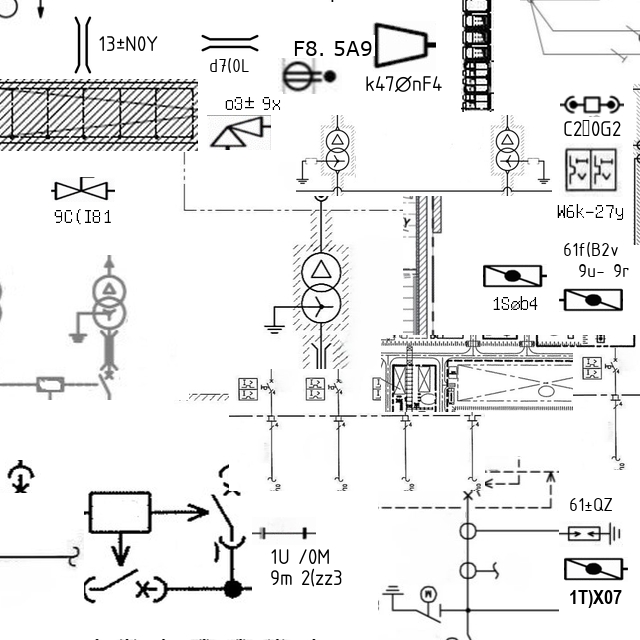 13±N0Y
d7(0L
F8. 5A9
k47ØnF4
o3± 9x
C2▯0G2
W6k-27y
9C(I81
61f(B2v
9u- 9r
1Søb4
61±QZ
1U /0M
9m 2(zz3
M
1T)X07